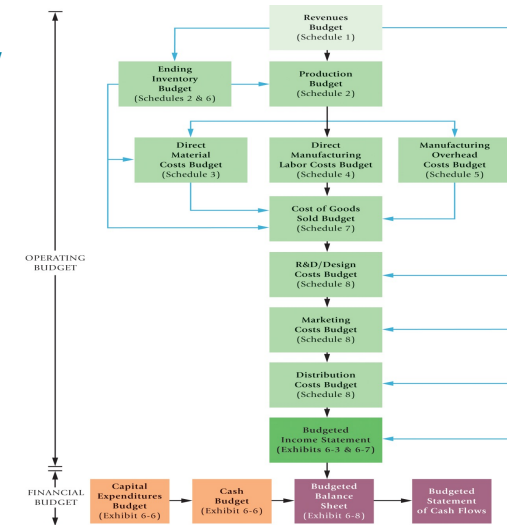 Revenues
Budget
(Schedule 1)
Ending
Inventory
Budget
(Schedules 2 & 6)
Production
Budget
(Schedule 2)
Direct
Material
Costs Budget
(Schedule 3)
Direct
Manufacturing
Labor Costs Budget
(Schedule 4)
Manufacturing
Overhead
Costs Budget
(Schedule 5)
Cost of Goods
Sold Budget
(Schedule 7)
OPERATING
BUDGET
R&D/Design
Costs Budget
(Schedule 8)
Marketing
Costs Budget
(Schedule 8)
Distribution
Costs Budget
(Schedule 8)
Budgeted
Income Statement
(Exhibits 6-3 & 6-7)
FINANCIAL
BUDGET
Capital
Expenditures
Budget
(Exhibit 6-6)
Cash
Budget
(Exhibit 6-6)
Budgeted
Balance
Sheet
(Exhibit 6-8)
Budgeted
Statement
of Cash Flows